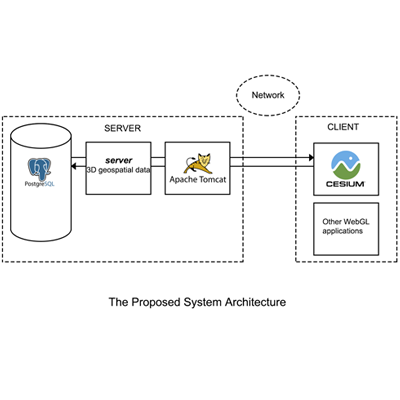 Network
SERVER
CLIENT
PostgreSQL
server
3D geospatial data
Apache Tomcat
CESIUM
Other WebGL
applications
The Proposed System Architecture